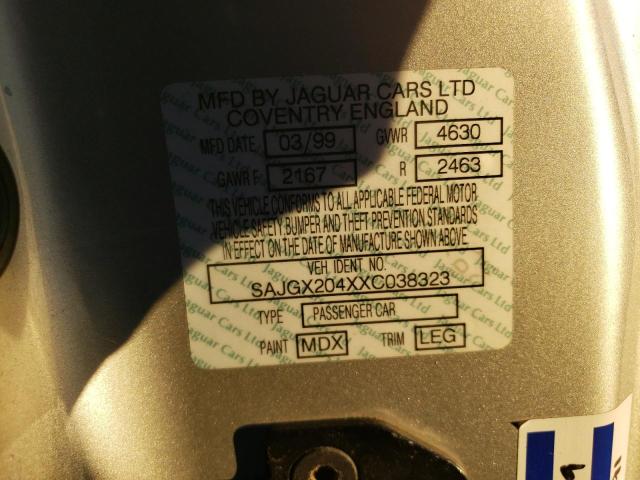 MFD BY JAGUAR CARS LTD
COVENTRY ENGLAND
MFD DATE 03/99 GVWR 4630
GAWR F 2167 R 2463
THIS VEHICLE CONFORMS TO ALL APPLICABLE FEDERAL MOTOR
VEHICLE SAFETY, BUMPER AND THEFT PREVENTION STANDARDS
IN EFFECT ON THE DATE OF MANUFACTURE SHOWN ABOVE
VEH. IDENT. NO.
SAJGX204XXC038323
TYPE PASSENGER CAR
PAINT MDX TRIM LEG